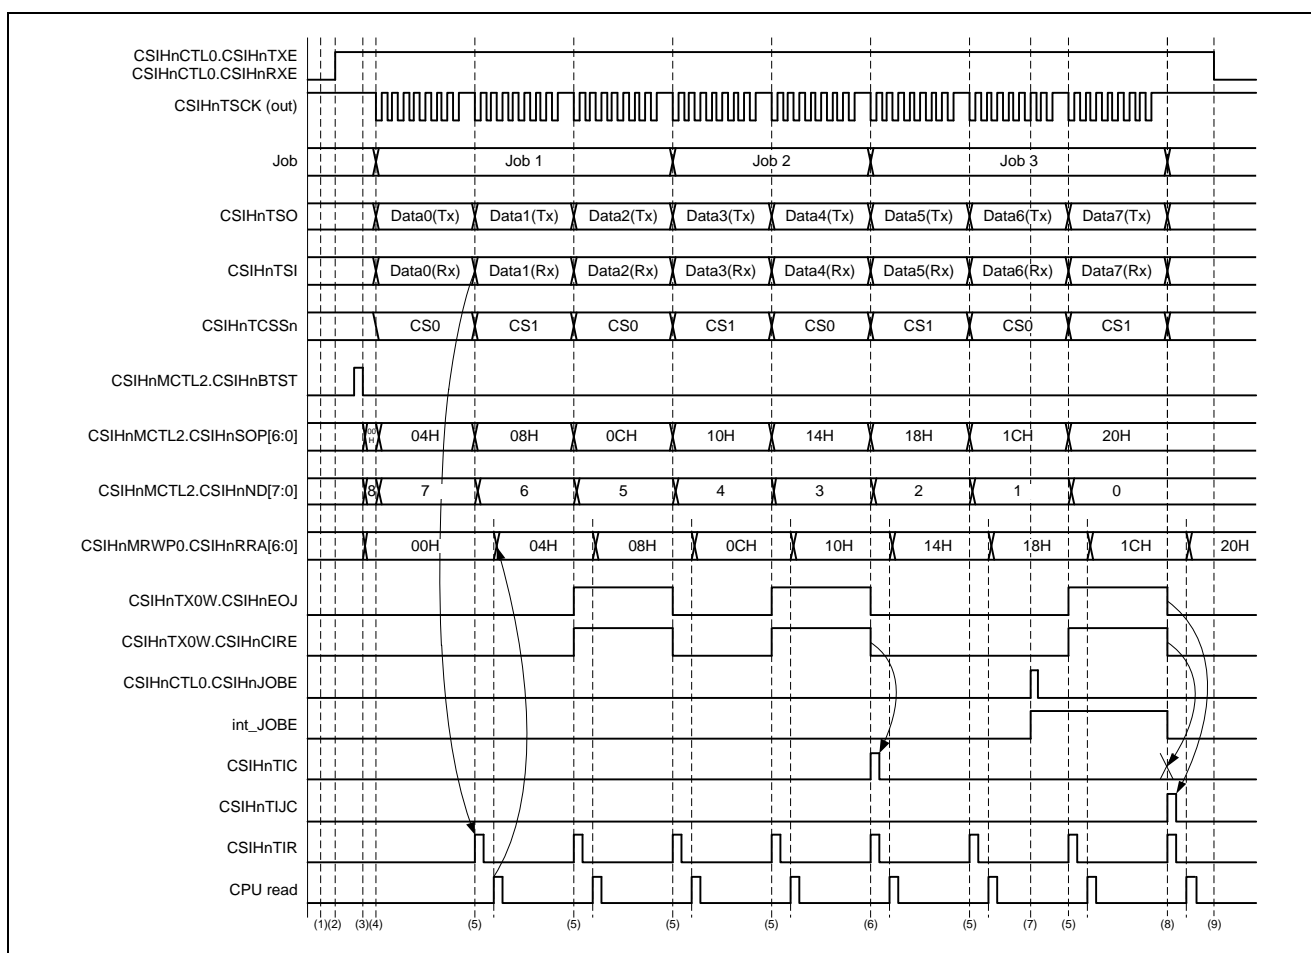 CSIHnCTL0.CSIHnTXE
CSIHnCTL0.CSIHnRXE
CSIHnTSCK (out)
Job Job 1 Job 2 Job 3
CSIHnTSO Data0(Tx) Data1(Tx) Data2(Tx) Data3(Tx) Data4(Tx) Data5(Tx) Data6(Tx) Data7(Tx)
CSIHnTSI Data0(Rx) Data1(Rx) Data2(Rx) Data3(Rx) Data4(Rx) Data5(Rx) Data6(Rx) Data7(Rx)
CSIHnTCSSn CS0 CS1 CS0 CS1 CS0 CS1 CS0 CS1
CSIHnMCTL2.CSIHnBTST
CSIHnMCTL2.CSIHnSOP[6:0] 00H 04H 08H 0CH 10H 14H 18H 1CH 20H
CSIHnMCTL2.CSIHnND[7:0] 8 7 6 5 4 3 2 1 0
CSIHnMRWP0.CSIHnRRA[6:0] 00H 04H 08H 0CH 10H 14H 18H 1CH 20H
CSIHnTX0W.CSIHnEOJ
CSIHnTX0W.CSIHnCIRE
CSIHnCTL0.CSIHnJOBE
int_JOBE
CSIHnTIC
CSIHnTIJC
CSIHnTIR
CPU read
(1)(2) (3)(4) (5) (5) (5) (5) (6) (5) (7) (5) (8) (9)